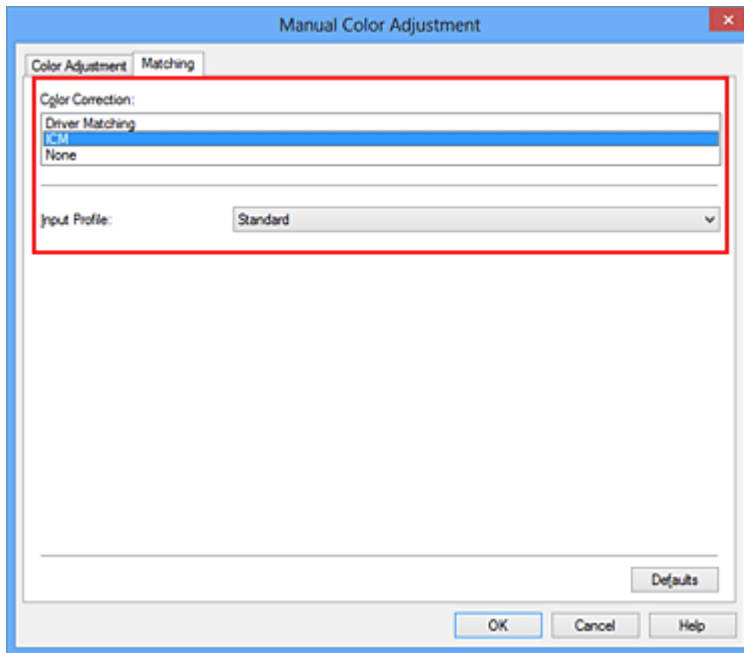 Manual Color Adjustment
Color Adjustment Matching
Color Correction:
Driver Matching
ICM
None
Input Profile: Standard
Defaults
OK Cancel Help